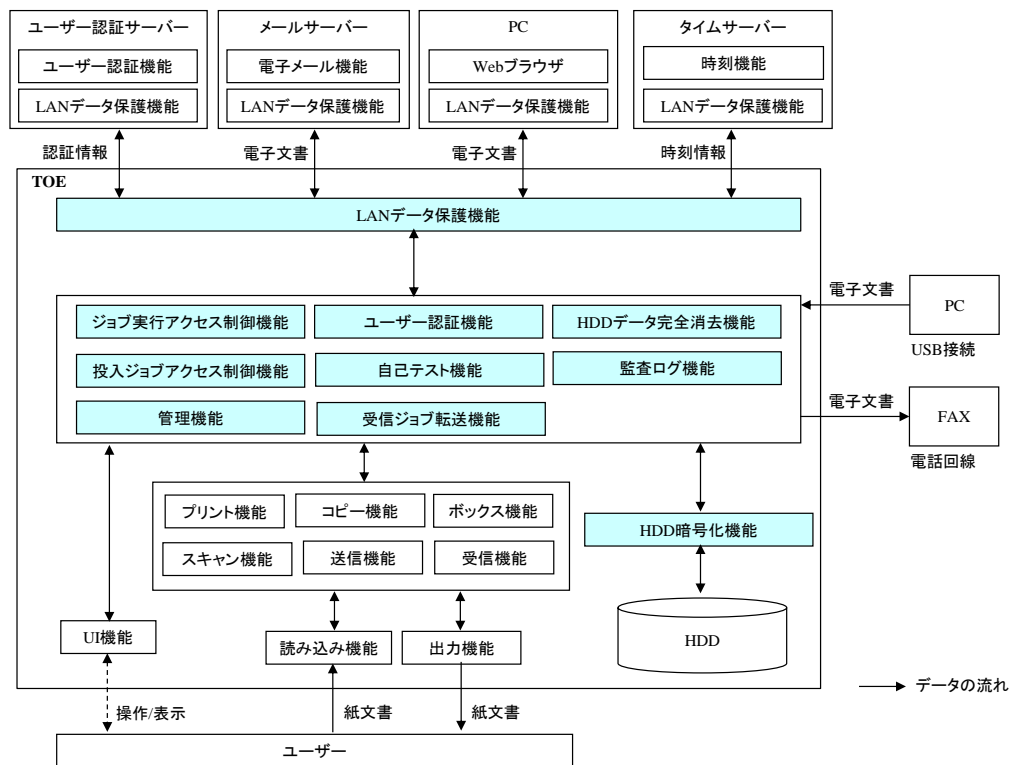 ユーザー認証サーバー
ユーザー認証機能
LANデータ保護機能
メールサーバー
電子メール機能
LANデータ保護機能
PC
Webブラウザ
LANデータ保護機能
タイムサーバー
時刻機能
LANデータ保護機能
認証情報
電子文書
電子文書
時刻情報
TOE
LANデータ保護機能
ジョブ実行アクセス制御機能
ユーザー認証機能
HDDデータ完全消去機能
投入ジョブアクセス制御機能
自己テスト機能
監査ログ機能
管理機能
受信ジョブ転送機能
電子文書
PC
USB接続
電子文書
FAX
電話回線
プリント機能
コピー機能
ボックス機能
スキャン機能
送信機能
受信機能
HDD暗号化機能
HDD
UI機能
読み込み機能
出力機能
データの流れ
操作/表示
紙文書
紙文書
ユーザー